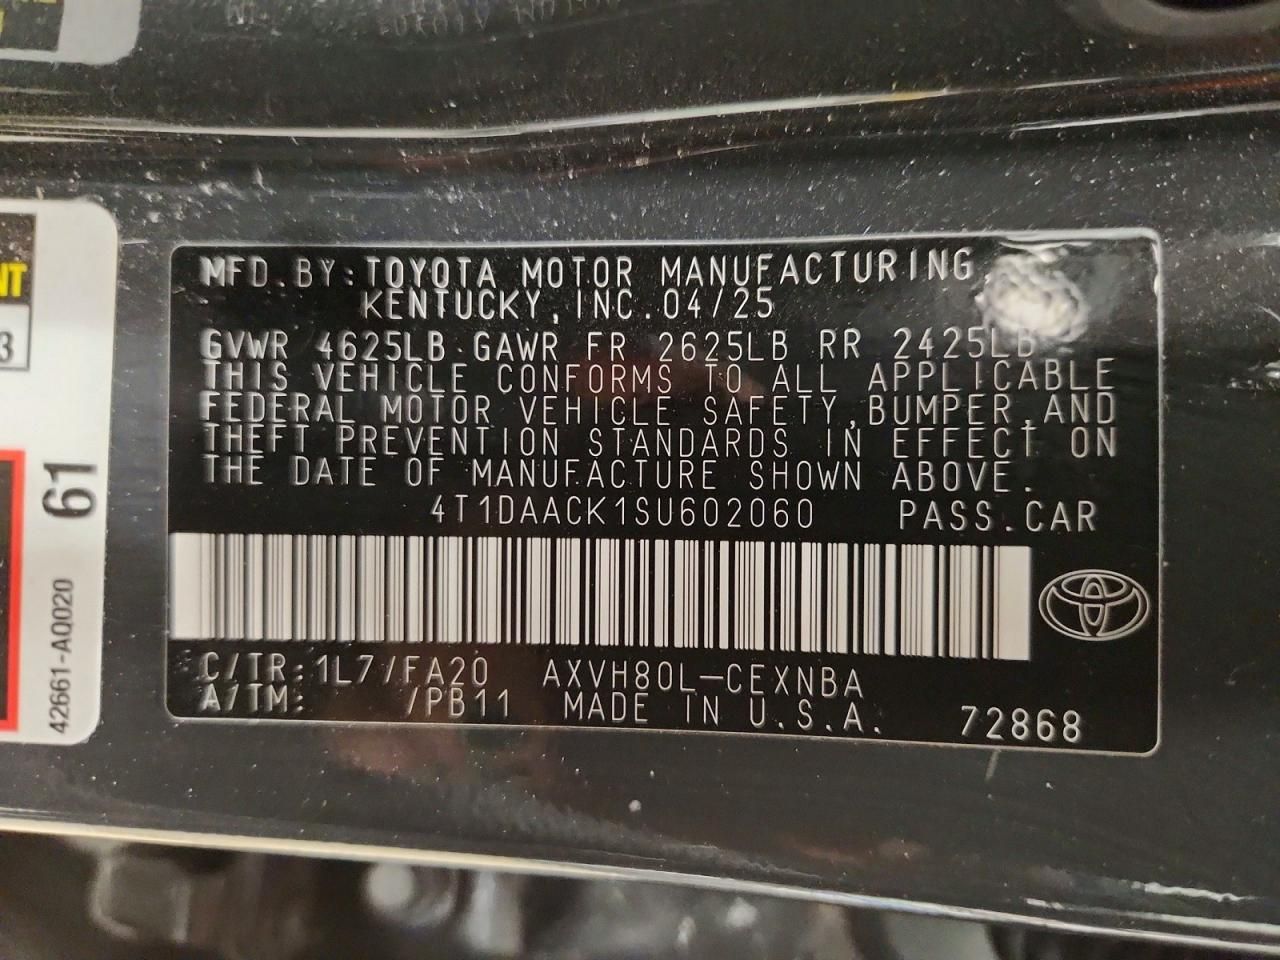 MFD.BY:TOYOTA MOTOR MANUFACTURING
KENTUCKY,INC.04/25
GVWR 4625LB GAWR FR 2625LB RR 2425LB
THIS VEHICLE CONFORMS TO ALL APPLICABLE
FEDERAL MOTOR VEHICLE SAFETY,BUMPER,AND
THEFT PREVENTION STANDARDS IN EFFECT ON
THE DATE OF MANUFACTURE SHOWN ABOVE.
4T1DAACK1SU602060 PASS.CAR
C/TR:1L7/FA20 AXVH80L-CEXNBA
A/TM: /PB11 MADE IN U.S.A. 72868
NT
3
61
42661-AQ020